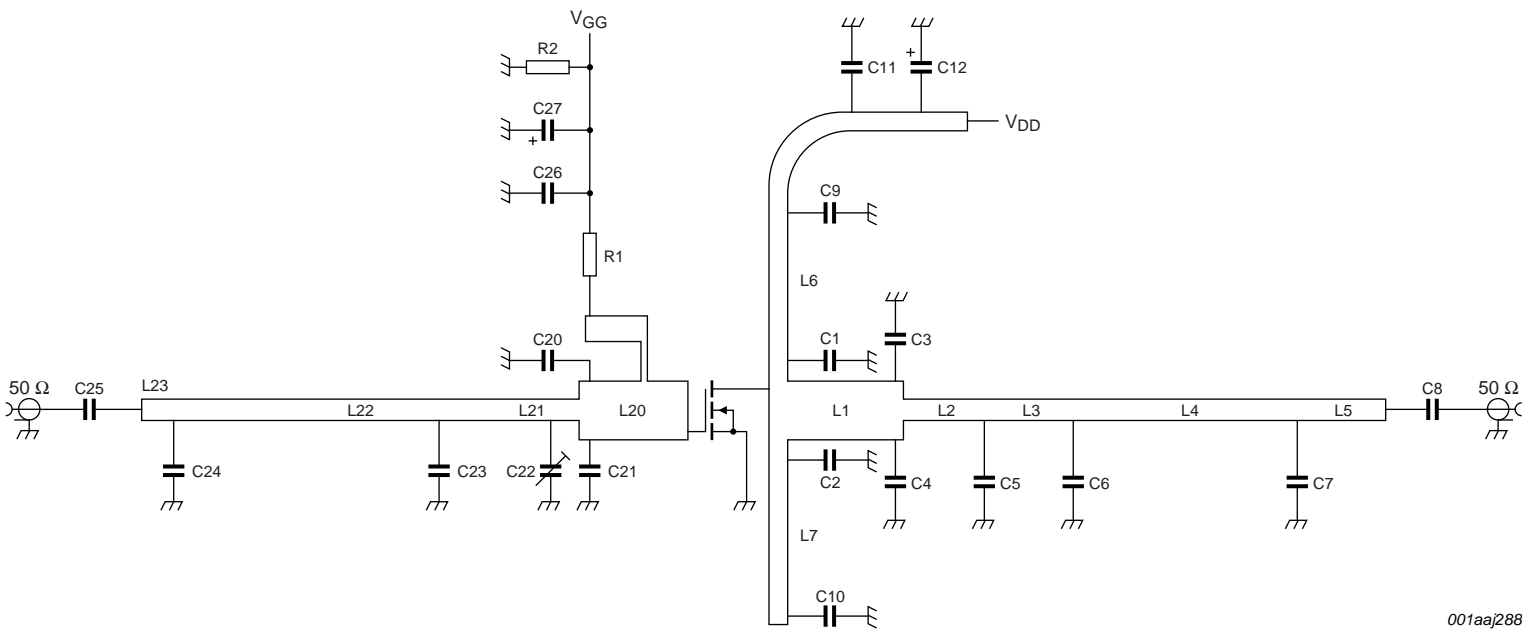 VGG
R2
C11
C12
+
C27
+
VDD
C26
C9
R1
L6
C20
C1
C3
50 Ω
C25
L23
L22
L21
L20
L1
L2
L3
L4
L5
C8
50 Ω
C24
C23
C22
C21
C2
C4
C5
C6
C7
L7
C10
001aaj288